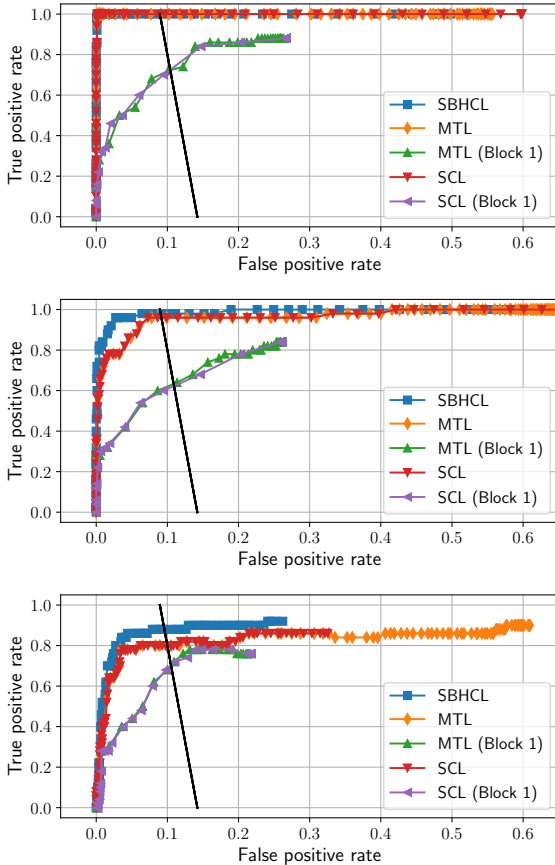 1.0
0.8
0.6
0.4
0.2
0.0
True positive rate
SBHCL
MTL
MTL (Block 1)
SCL
SCL (Block 1)
0.0 0.1 0.2 0.3 0.4 0.5 0.6
False positive rate
1.0
0.8
0.6
0.4
0.2
0.0
True positive rate
SBHCL
MTL
MTL (Block 1)
SCL
SCL (Block 1)
0.0 0.1 0.2 0.3 0.4 0.5 0.6
False positive rate
1.0
0.8
0.6
0.4
0.2
0.0
True positive rate
SBHCL
MTL
MTL (Block 1)
SCL
SCL (Block 1)
0.0 0.1 0.2 0.3 0.4 0.5 0.6
False positive rate